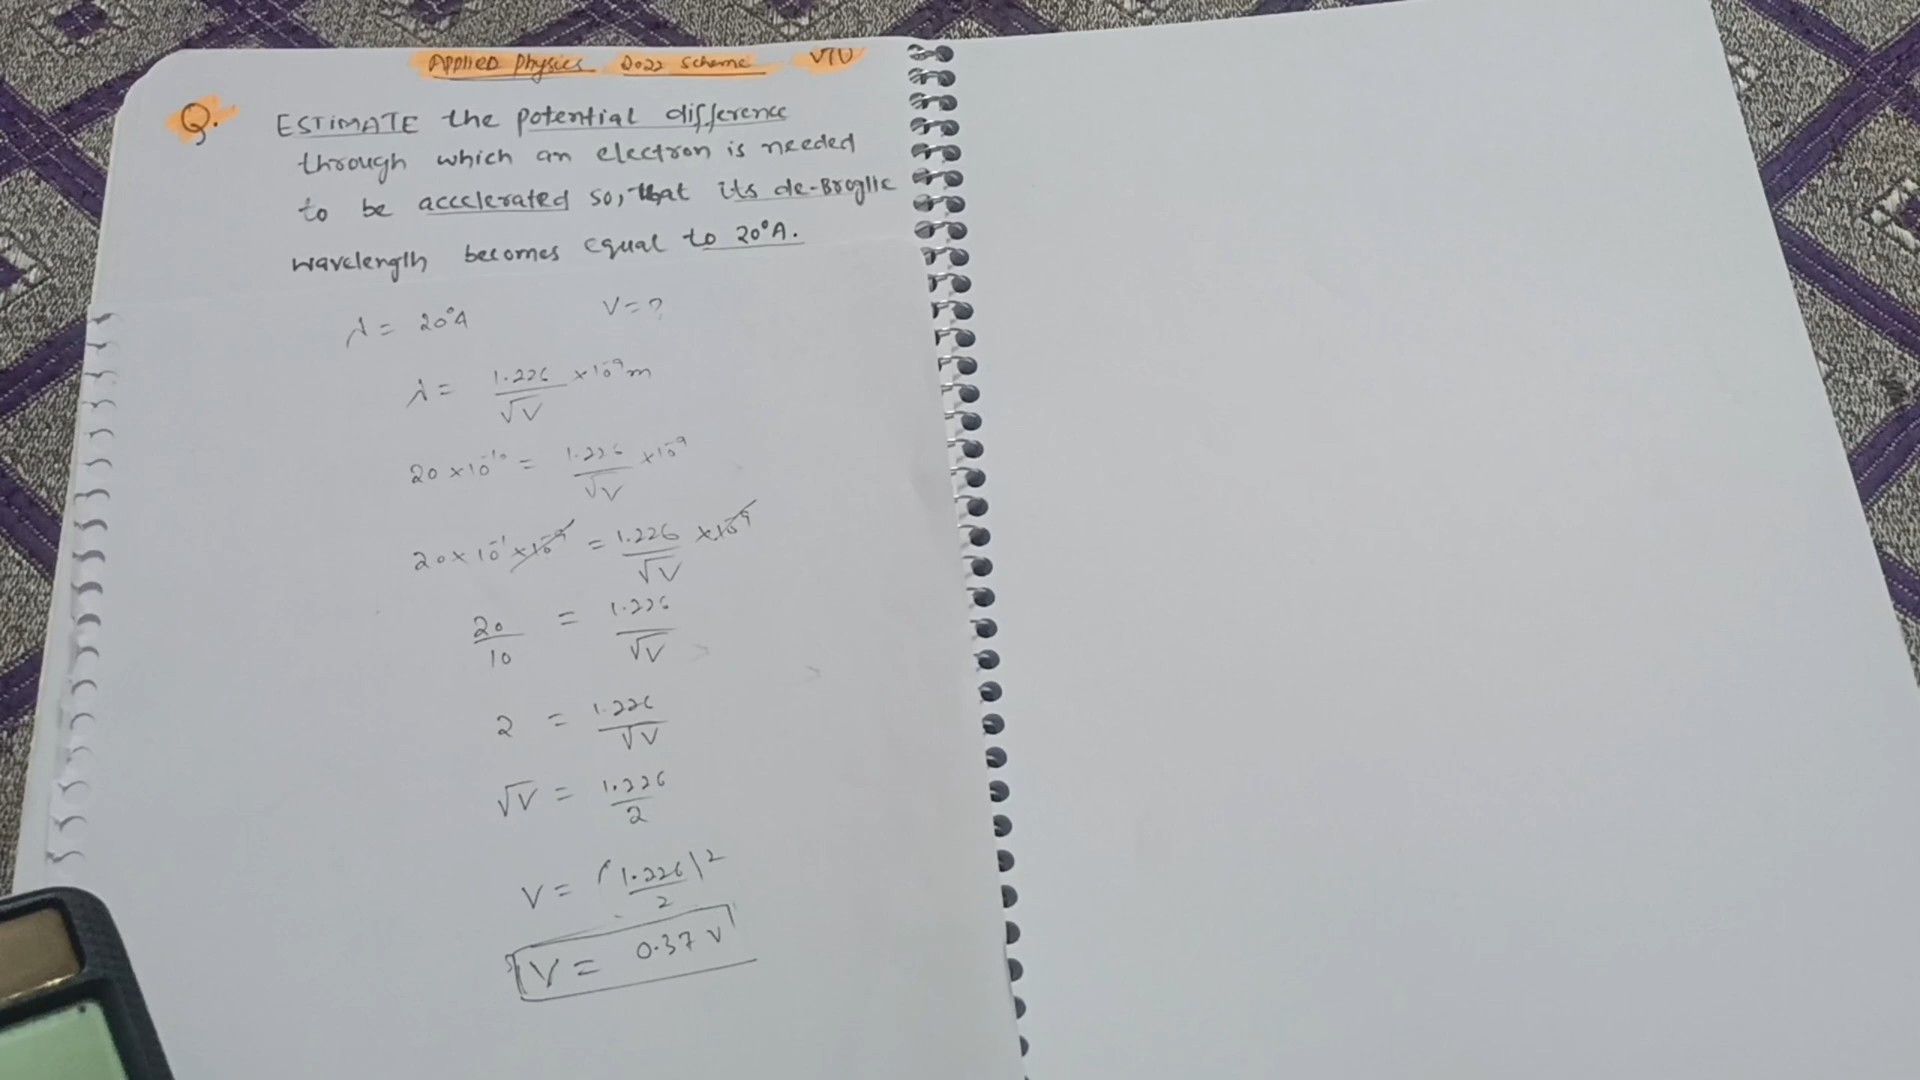 Applied Physics 2022 Scheme VTU
Q. ESTIMATE the potential difference
through which an electron is needed
to be accelerated so, that its de-Broglie
wavelength becomes equal to 20°A.
λ = 20°A V = ?
λ = 1.226/√V × 10⁻⁹ m
20 × 10⁻¹⁰ = 1.226/√V × 10⁻⁹
20 × 10⁻¹ × 10⁻⁹ = 1.226/√V × 10⁻⁹
20/10 = 1.226/√V
2 = 1.226/√V
√V = 1.226/2
V = (1.226/2)²
V = 0.37 V